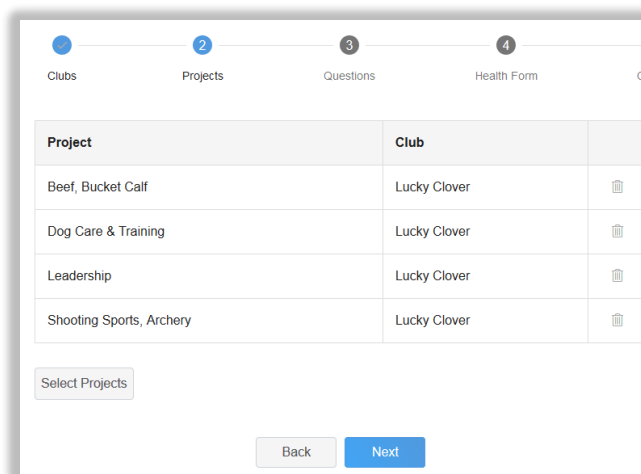 2 3 4
Clubs Projects Questions Health Form
Project Club
Beef, Bucket Calf Lucky Clover
Dog Care & Training Lucky Clover
Leadership Lucky Clover
Shooting Sports, Archery Lucky Clover
Select Projects
Back Next